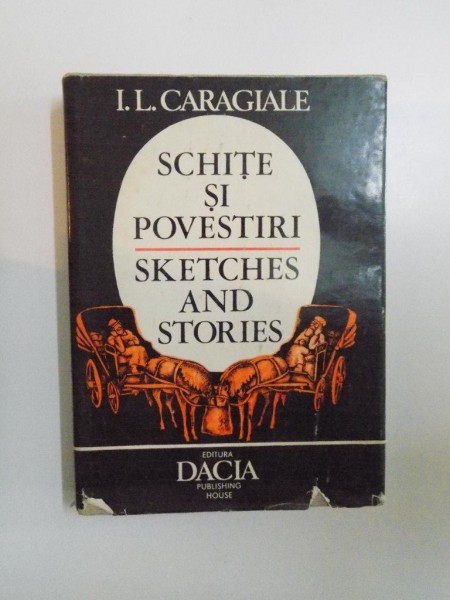 I.L. CARAGIALE
SCHIȚE
ȘI
POVESTIRI
SKETCHES
AND
STORIES
EDITURA
DACIA
PUBLISHING
HOUSE